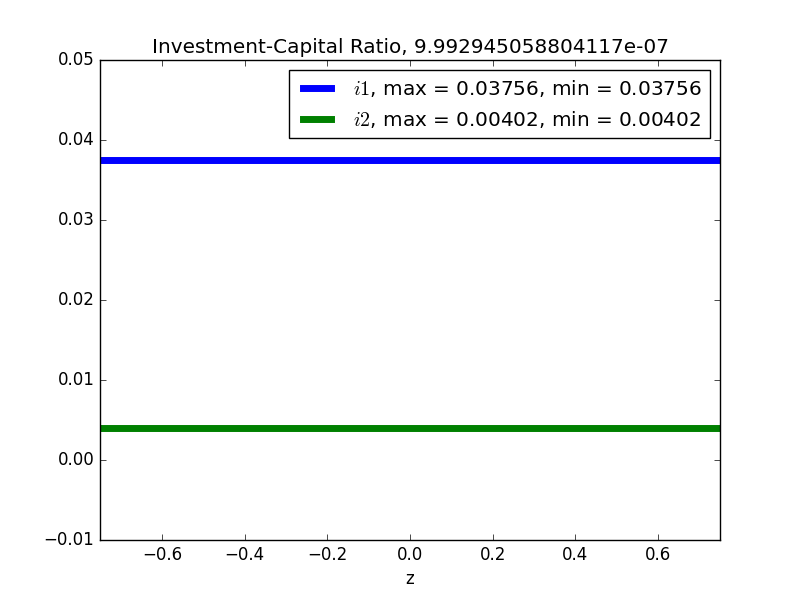 Investment-Capital Ratio, 9.992945058804117e-07
0.05
i1, max = 0.03756, min = 0.03756
i2, max = 0.00402, min = 0.00402
0.04
0.03
0.02
0.01
0.00
−0.01
−0.6 −0.4 −0.2 0.0 0.2 0.4 0.6
z